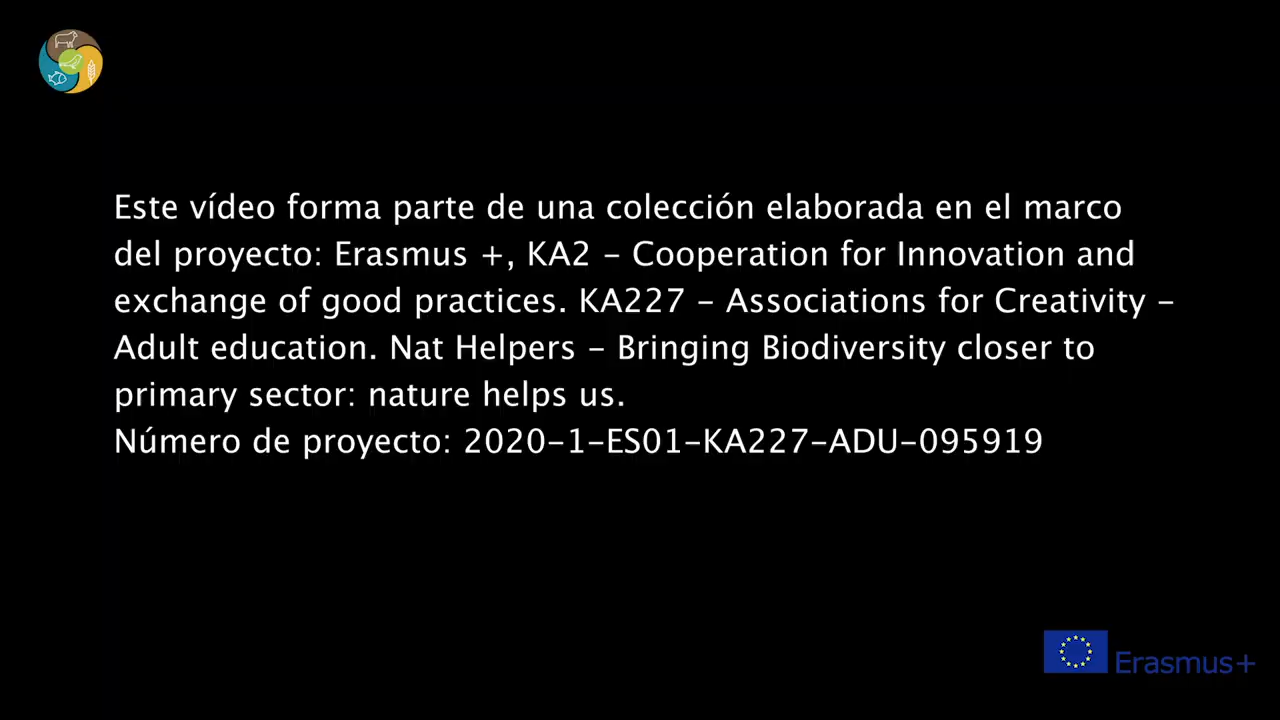 Este vídeo forma parte de una colección elaborada en el marco
del proyecto: Erasmus +, KA2 – Cooperation for Innovation and
exchange of good practices. KA227 – Associations for Creativity –
Adult education. Nat Helpers – Bringing Biodiversity closer to
primary sector: nature helps us.
Número de proyecto: 2020-1-ES01-KA227-ADU-095919
Erasmus+